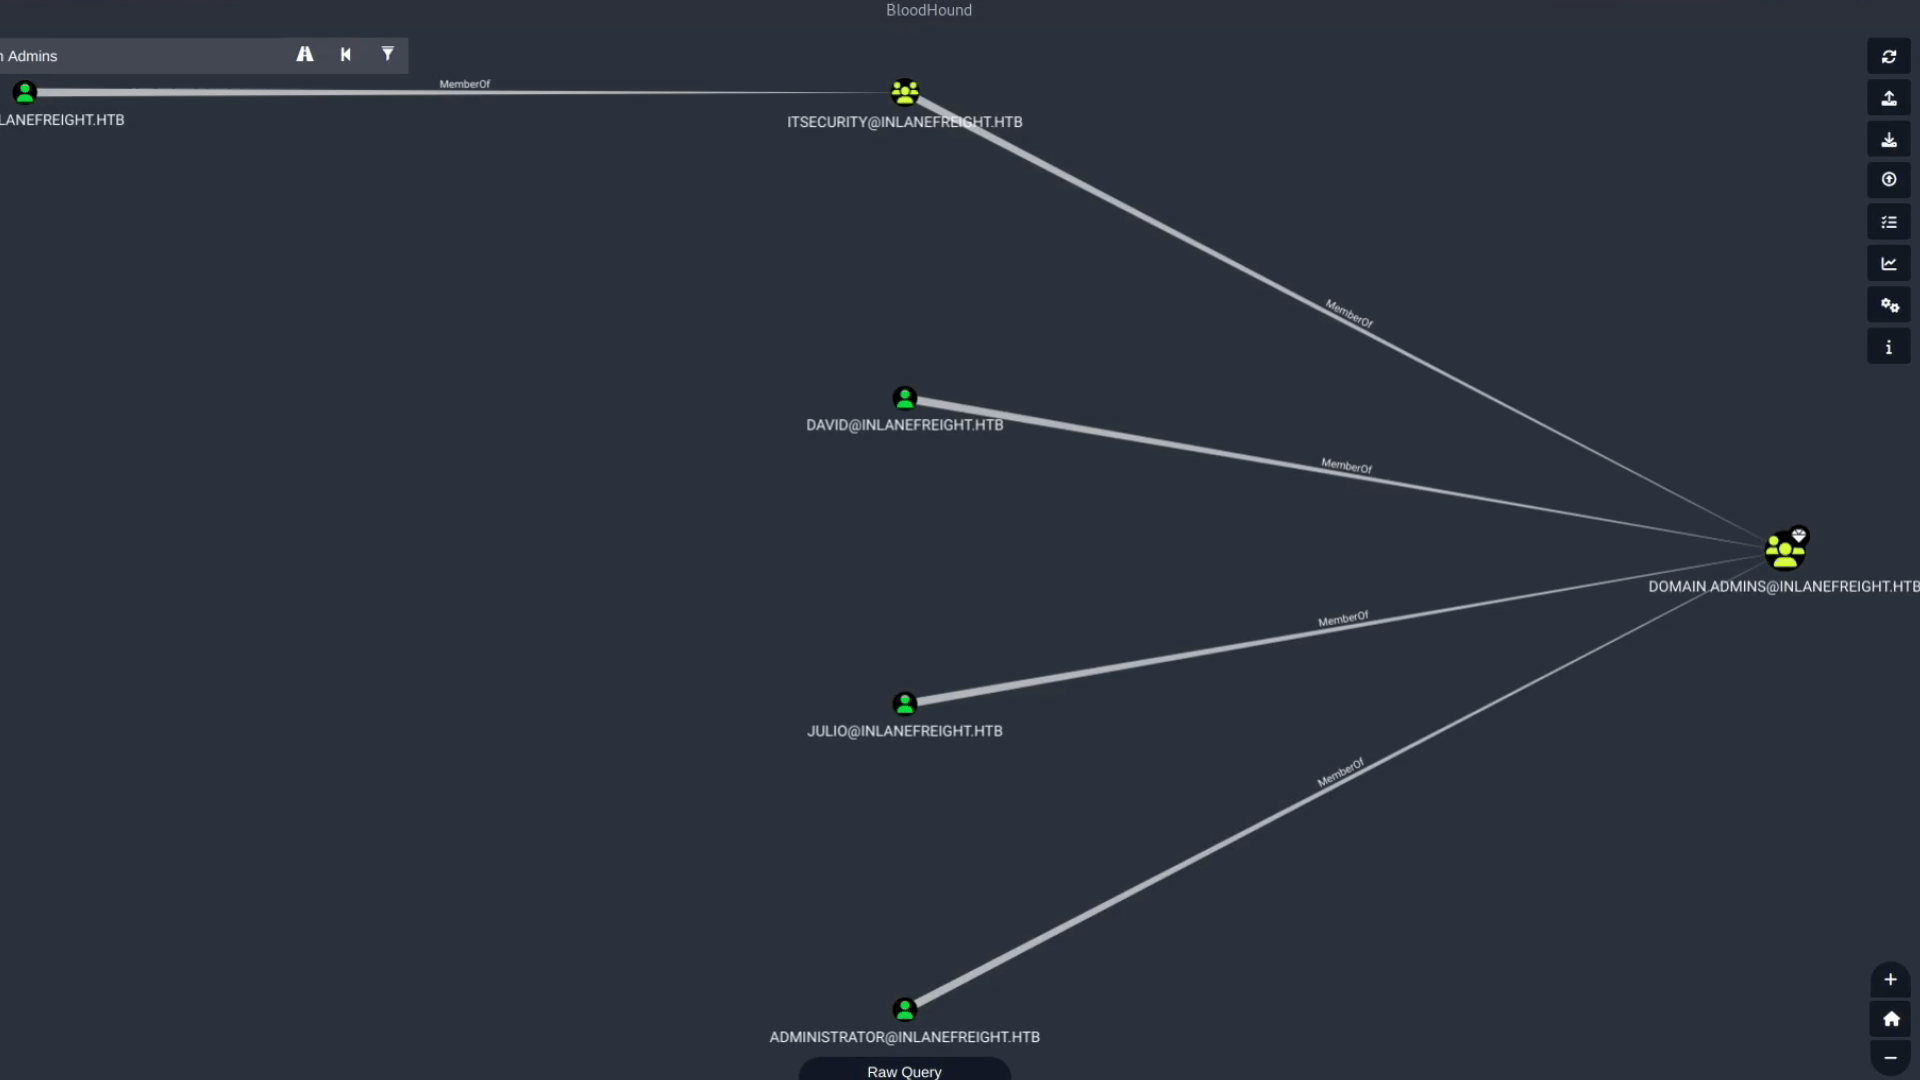 BloodHound
n Admins
MemberOf
LANEFREIGHT.HTB
ITSECURITY@INLANEFREIGHT.HTB
MemberOf
DAVID@INLANEFREIGHT.HTB
MemberOf
DOMAIN ADMINS@INLANEFREIGHT.HTB
MemberOf
JULIO@INLANEFREIGHT.HTB
MemberOf
ADMINISTRATOR@INLANEFREIGHT.HTB
Raw Query